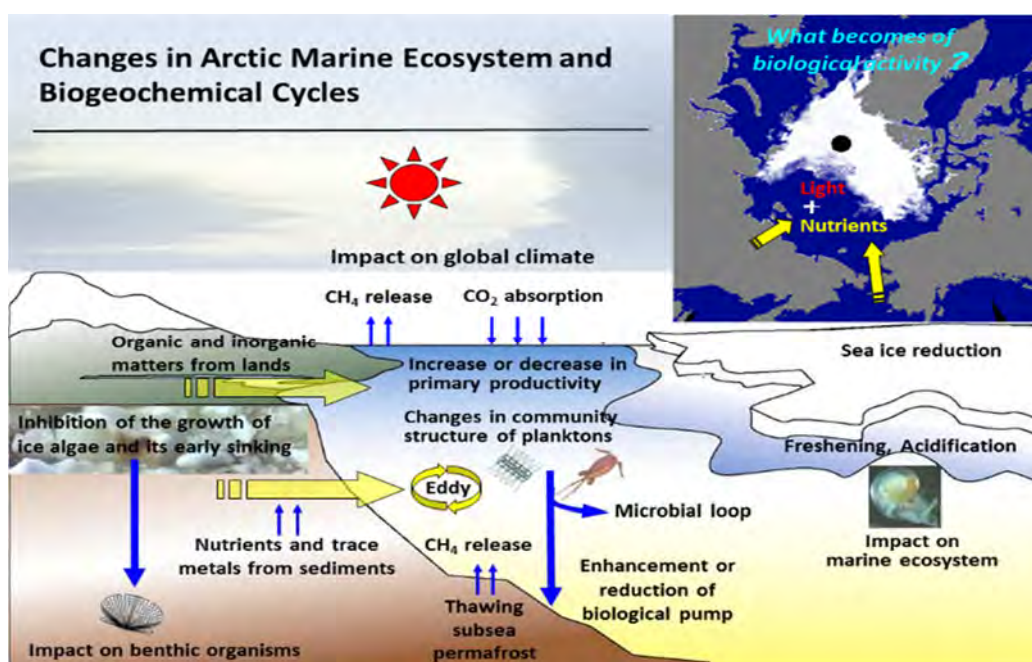 Changes in Arctic Marine Ecosystem and
Biogeochemical Cycles
What becomes of
biological activity ?
Light
+
Nutrients
Impact on global climate
CH₄ release
CO₂ absorption
Organic and inorganic
matters from lands
Increase or decrease in
primary productivity
Sea ice reduction
Inhibition of the growth of
ice algae and its early sinking
Changes in community
structure of planktons
Freshening, Acidification
Eddy
Microbial loop
Impact on
marine ecosystem
Nutrients and trace
metals from sediments
CH₄ release
Enhancement or
reduction of
biological pump
Thawing
subsea
permafrost
Impact on benthic organisms